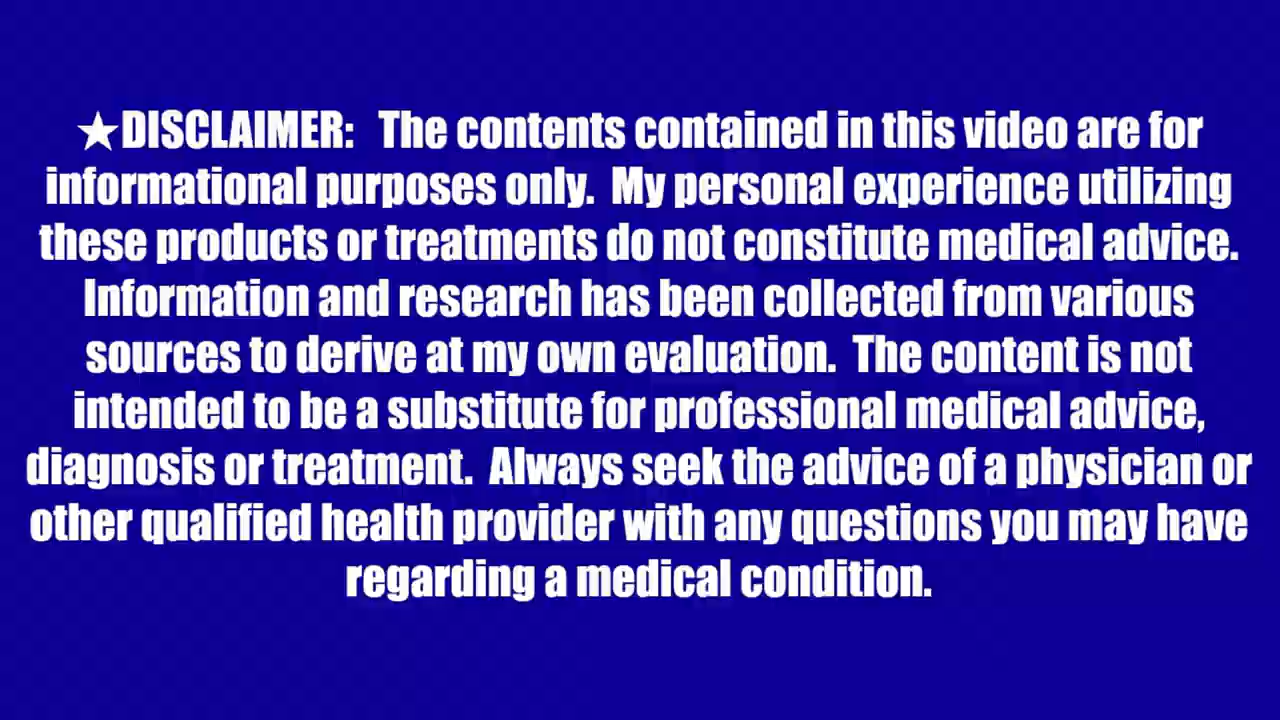 ★DISCLAIMER: The contents contained in this video are for
informational purposes only. My personal experience utilizing
these products or treatments do not constitute medical advice.
Information and research has been collected from various
sources to derive at my own evaluation. The content is not
intended to be a substitute for professional medical advice,
diagnosis or treatment. Always seek the advice of a physician or
other qualified health provider with any questions you may have
regarding a medical condition.